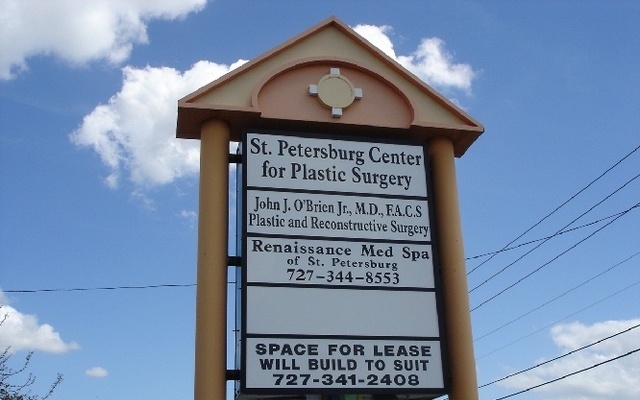 St. Petersburg Center
for Plastic Surgery
John J. O'Brien Jr., M.D., F.A.C.S
Plastic and Reconstructive Surgery
Renaissance Med Spa
of St. Petersburg
727-344-8553
SPACE FOR LEASE
WILL BUILD TO SUIT
727-341-2408